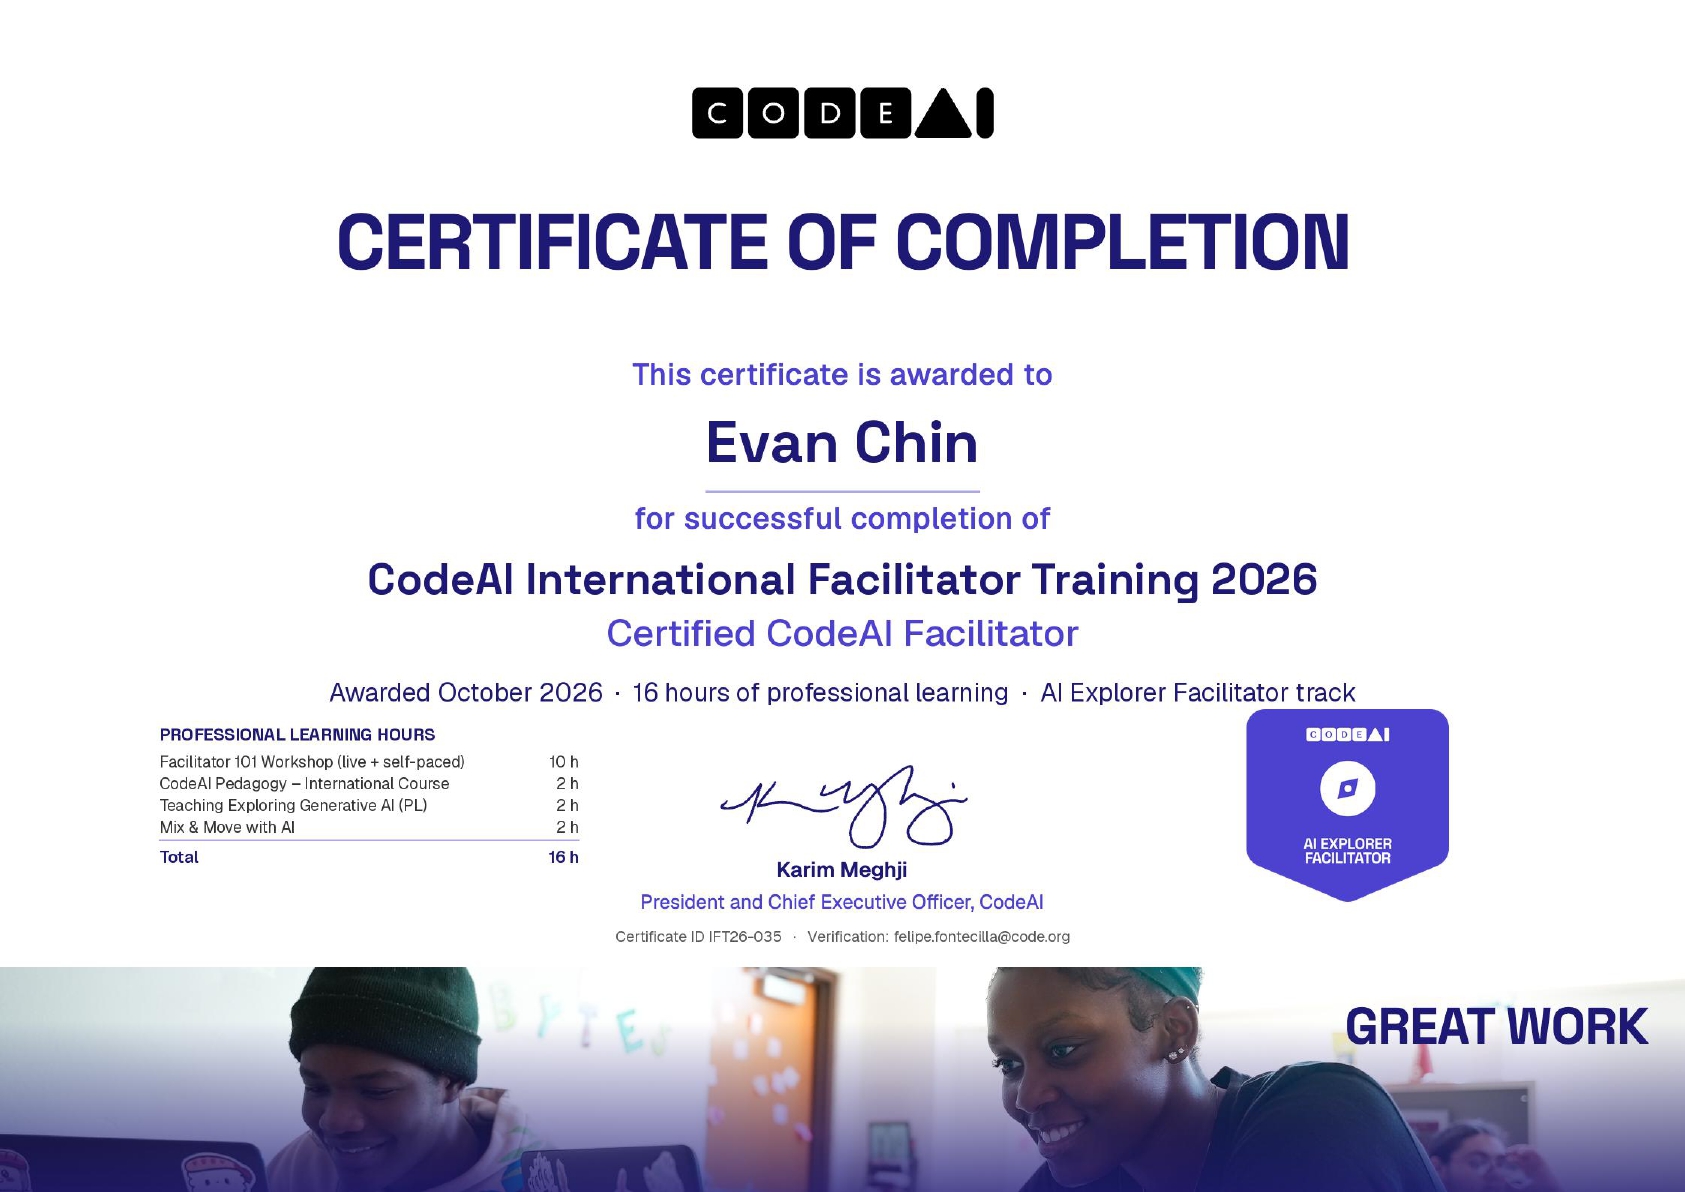 CODEAI
CERTIFICATE OF COMPLETION
This certificate is awarded to
Evan Chin
for successful completion of
CodeAI International Facilitator Training 2026
Certified CodeAI Facilitator
Awarded October 2026 · 16 hours of professional learning · AI Explorer Facilitator track
PROFESSIONAL LEARNING HOURS
Facilitator 101 Workshop (live + self-paced) 10 h
CodeAI Pedagogy – International Course 2 h
Teaching Exploring Generative AI (PL) 2 h
Mix & Move with AI 2 h
Total 16 h
Karim Meghji
President and Chief Executive Officer, CodeAI
Certificate ID IFT26-035 · Verification: felipe.fontecilla@code.org
CODEAI
AI EXPLORER
FACILITATOR
BYTES
GREAT WORK